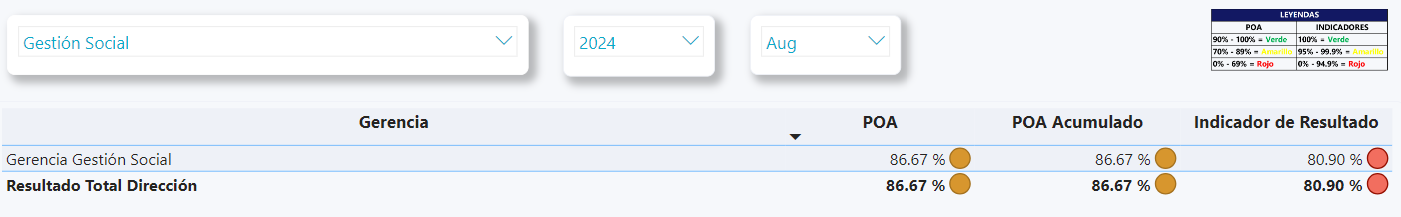 Gestión Social
2024
Aug
LEYENDAS
POA INDICADORES
90% - 100% = Verde 100% = Verde
70% - 89% = Amarillo 95% - 99.9% = Amarillo
0% - 69% = Rojo 0% - 94.9% = Rojo
Gerencia POA POA Acumulado Indicador de Resultado
Gerencia Gestión Social 86.67 % 86.67 % 80.90 %
Resultado Total Dirección 86.67 % 86.67 % 80.90 %